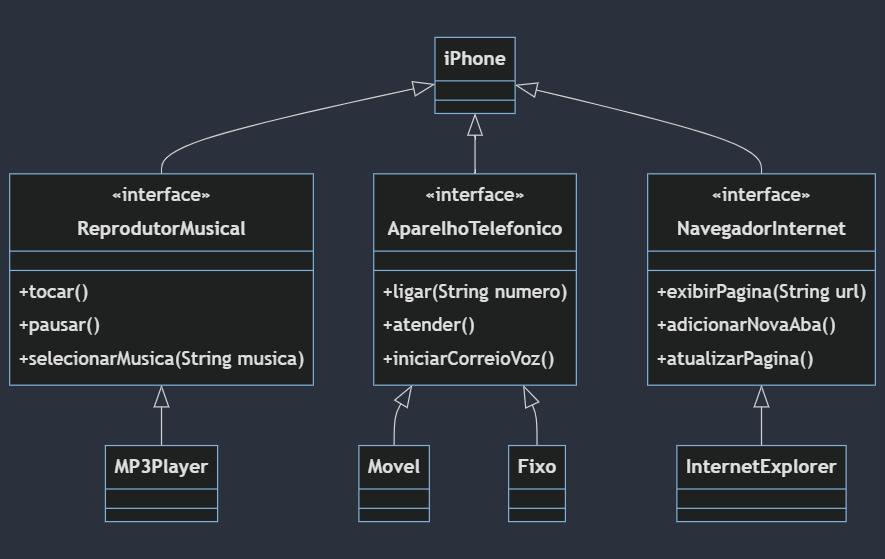 iPhone
«interface»
ReprodutorMusical
+tocar()
+pausar()
+selecionarMusica(String musica)
«interface»
AparelhoTelefonico
+ligar(String numero)
+atender()
+iniciarCorreioVoz()
«interface»
NavegadorInternet
+exibirPagina(String url)
+adicionarNovaAba()
+atualizarPagina()
MP3Player
Movel
Fixo
InternetExplorer